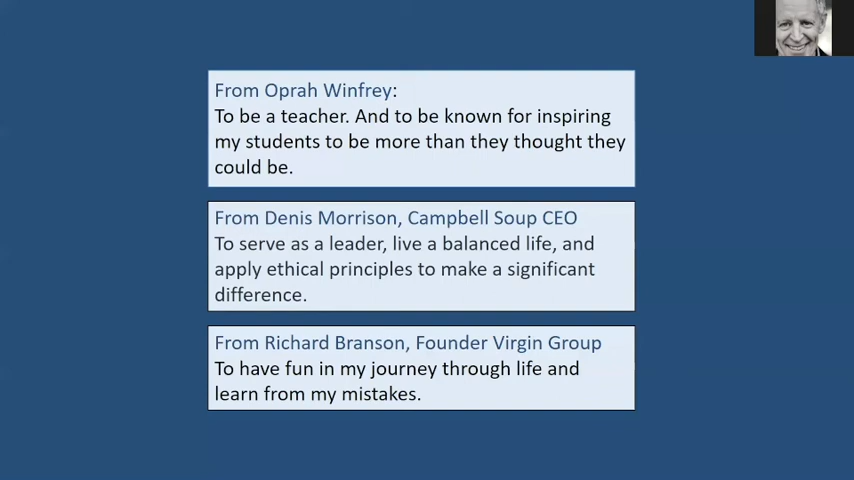 From Oprah Winfrey:
To be a teacher. And to be known for inspiring
my students to be more than they thought they
could be.
From Denis Morrison, Campbell Soup CEO
To serve as a leader, live a balanced life, and
apply ethical principles to make a significant
difference.
From Richard Branson, Founder Virgin Group
To have fun in my journey through life and
learn from my mistakes.